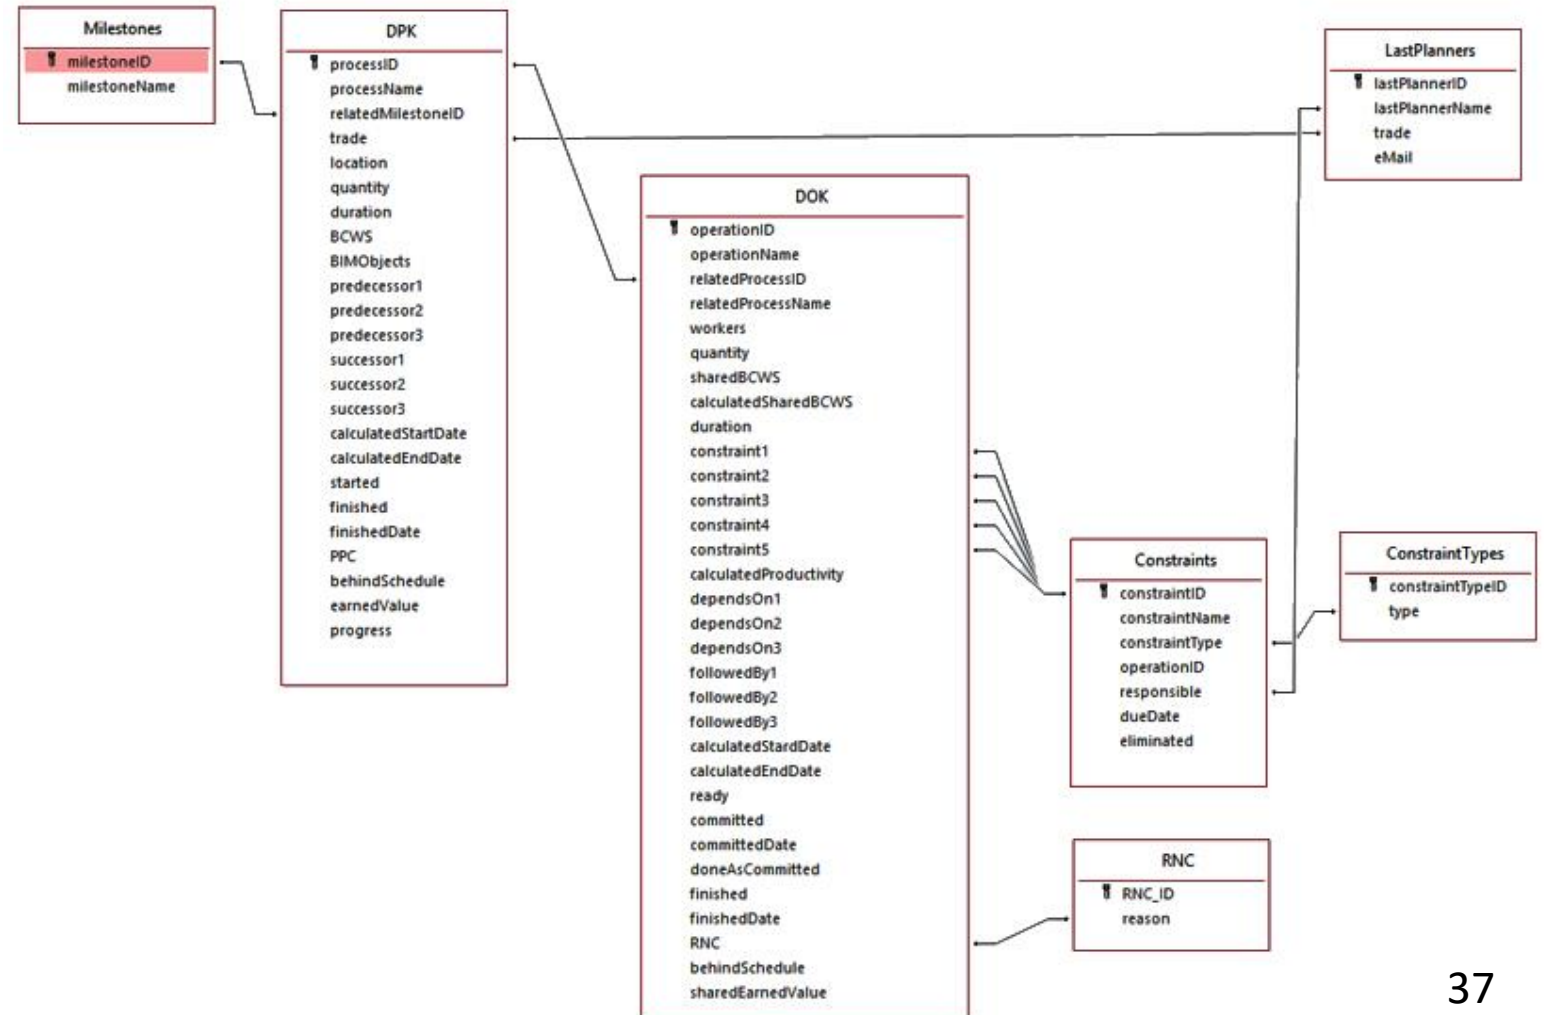 Milestones
milestoneID
milestoneName
DPK
processID
processName
relatedMilestoneID
trade
location
quantity
duration
BCWS
BIMObjects
predecessor1
predecessor2
predecessor3
successor1
successor2
successor3
calculatedStartDate
calculatedEndDate
started
finished
finishedDate
PPC
behindSchedule
earnedValue
progress
DOK
operationID
operationName
relatedProcessID
relatedProcessName
workers
quantity
sharedBCWS
calculatedSharedBCWS
duration
constraint1
constraint2
constraint3
constraint4
constraint5
calculatedProductivity
dependsOn1
dependsOn2
dependsOn3
followedBy1
followedBy2
followedBy3
calculatedStardDate
calculatedEndDate
ready
committed
committedDate
doneAsCommitted
finished
finishedDate
RNC
behindSchedule
sharedEarnedValue
LastPlanners
lastPlannerID
lastPlannerName
trade
eMail
Constraints
constraintID
constraintName
constraintType
operationID
responsible
dueDate
eliminated
ConstraintTypes
constraintTypeID
type
RNC
RNC_ID
reason
37